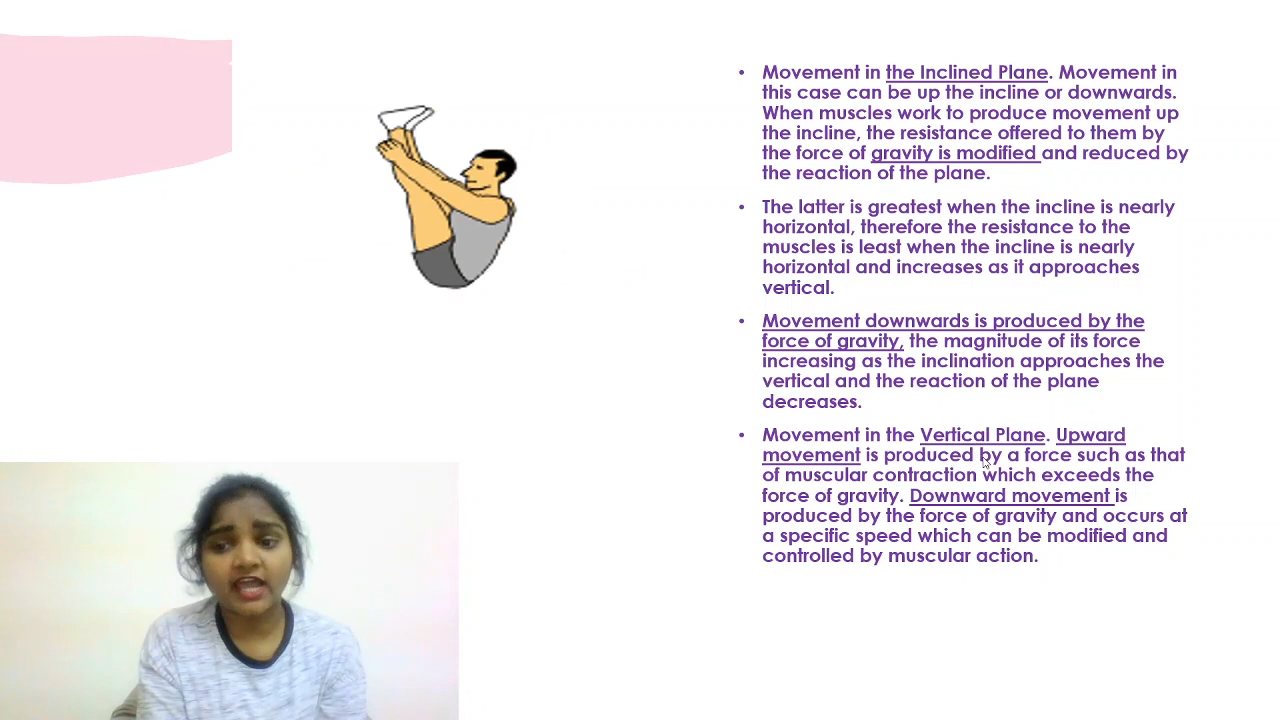 • Movement in the Inclined Plane. Movement in
this case can be up the incline or downwards.
When muscles work to produce movement up
the incline, the resistance offered to them by
the force of gravity is modified and reduced by
the reaction of the plane.
• The latter is greatest when the incline is nearly
horizontal, therefore the resistance to the
muscles is least when the incline is nearly
horizontal and increases as it approaches
vertical.
• Movement downwards is produced by the
force of gravity, the magnitude of its force
increasing as the inclination approaches the
vertical and the reaction of the plane
decreases.
• Movement in the Vertical Plane. Upward
movement is produced by a force such as that
of muscular contraction which exceeds the
force of gravity. Downward movement is
produced by the force of gravity and occurs at
a specific speed which can be modified and
controlled by muscular action.